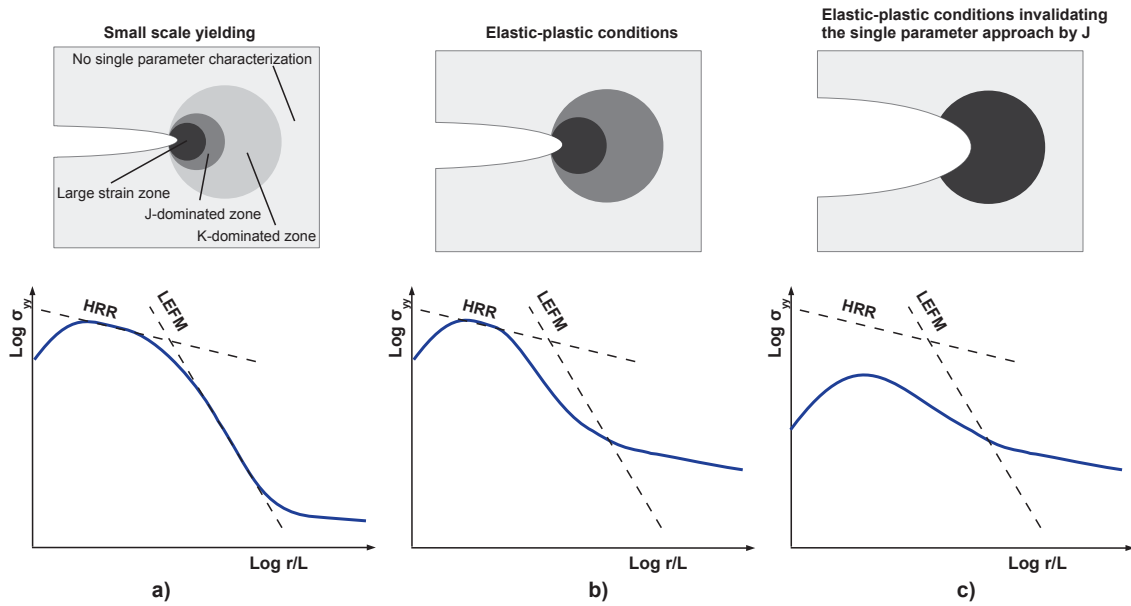 Small scale yielding
No single parameter characterization
Large strain zone
J-dominated zone
K-dominated zone
Log σyy
HRR
LEFM
Log r/L
a)
Elastic-plastic conditions
Log σyy
HRR
LEFM
Log r/L
b)
Elastic-plastic conditions invalidating
the single parameter approach by J
Log σyy
HRR
LEFM
Log r/L
c)